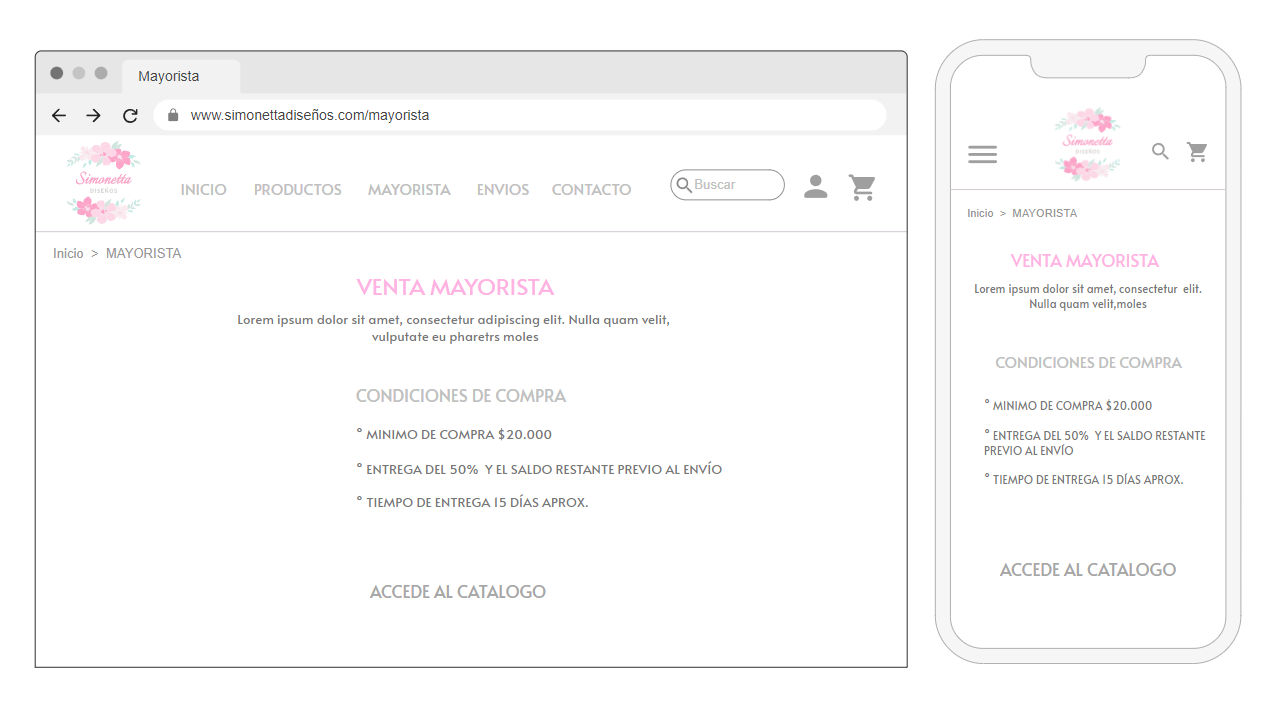 Mayorista
www.simonettadiseños.com/mayorista
Simonetta
DISEÑOS
INICIO PRODUCTOS MAYORISTA ENVIOS CONTACTO Buscar
Inicio > MAYORISTA
VENTA MAYORISTA
Lorem ipsum dolor sit amet, consectetur adipiscing elit. Nulla quam velit,
vulputate eu pharetrs moles
CONDICIONES DE COMPRA
° MINIMO DE COMPRA $20.000
° ENTREGA DEL 50% Y EL SALDO RESTANTE PREVIO AL ENVÍO
° TIEMPO DE ENTREGA 15 DÍAS APROX.
ACCEDE AL CATALOGO
Simonetta
DISEÑOS
Inicio > MAYORISTA
VENTA MAYORISTA
Lorem ipsum dolor sit amet, consectetur elit.
Nulla quam velit,moles
CONDICIONES DE COMPRA
° MINIMO DE COMPRA $20.000
° ENTREGA DEL 50% Y EL SALDO RESTANTE
PREVIO AL ENVÍO
° TIEMPO DE ENTREGA 15 DÍAS APROX.
ACCEDE AL CATALOGO